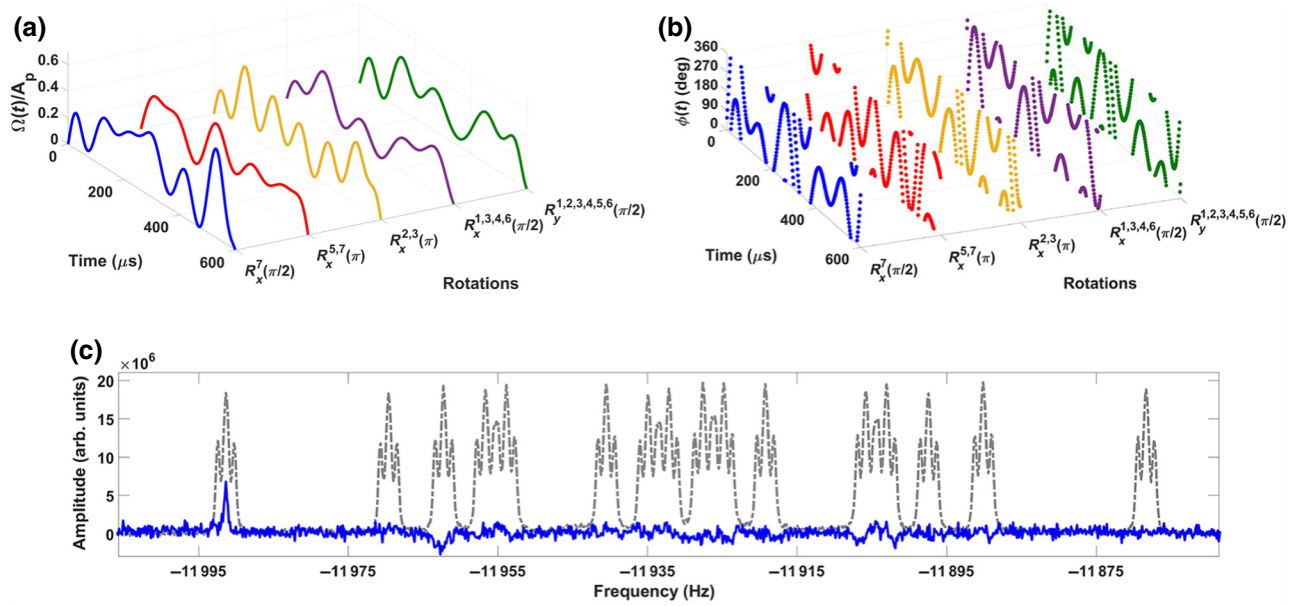 (a)
Ω(t)/A_p
0.6
0.4
0.2
0
0
200
400
600
Time (μs)
R_x^7(π/2)
R_x^{5,7}(π)
R_x^{2,3}(π)
R_x^{1,3,4,6}(π/2)
R_y^{1,2,3,4,5,6}(π/2)
Rotations
(b)
ϕ(t) (deg)
360
270
180
90
0
0
200
400
600
Time (μs)
R_x^7(π/2)
R_x^{5,7}(π)
R_x^{2,3}(π)
R_x^{1,3,4,6}(π/2)
R_y^{1,2,3,4,5,6}(π/2)
Rotations
(c)
×10^6
Amplitude (arb. units)
20
15
10
5
0
–11 995 –11 975 –11 955 –11 935 –11 915 –11 895 –11 875
Frequency (Hz)